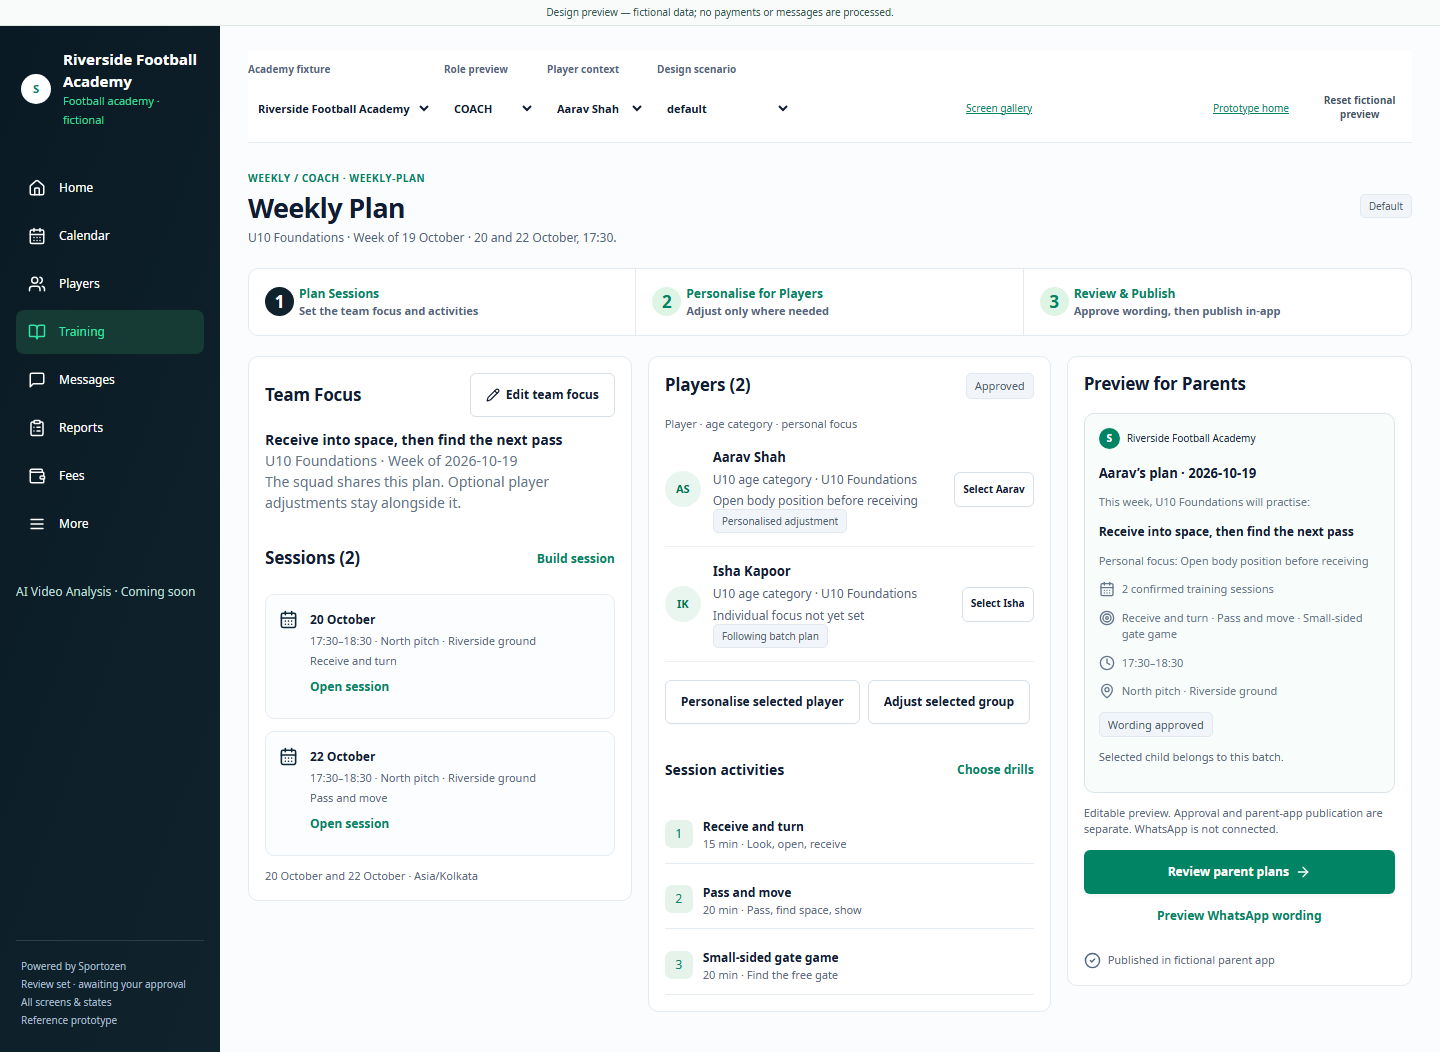 Design preview — fictional data; no payments or messages are processed.
S
Riverside Football
Academy
Football academy ·
fictional
Home
Calendar
Players
Training
Messages
Reports
Fees
More
AI Video Analysis · Coming soon
Powered by Sportozen
Review set · awaiting your approval
All screens & states
Reference prototype
Academy fixture
Role preview
Player context
Design scenario
Riverside Football Academy
COACH
Aarav Shah
default
Screen gallery
Prototype home
Reset fictional
preview
WEEKLY / COACH · WEEKLY-PLAN
Weekly Plan
U10 Foundations · Week of 19 October · 20 and 22 October, 17:30.
Default
1
Plan Sessions
Set the team focus and activities
2
Personalise for Players
Adjust only where needed
3
Review & Publish
Approve wording, then publish in-app
Team Focus
Edit team focus
Receive into space, then find the next pass
U10 Foundations · Week of 2026-10-19
The squad shares this plan. Optional player
adjustments stay alongside it.
Sessions (2)
Build session
20 October
17:30–18:30 · North pitch · Riverside ground
Receive and turn
Open session
22 October
17:30–18:30 · North pitch · Riverside ground
Pass and move
Open session
20 October and 22 October · Asia/Kolkata
Players (2)
Approved
Player · age category · personal focus
AS
Aarav Shah
U10 age category · U10 Foundations
Open body position before receiving
Personalised adjustment
Select Aarav
IK
Isha Kapoor
U10 age category · U10 Foundations
Individual focus not yet set
Following batch plan
Select Isha
Personalise selected player
Adjust selected group
Session activities
Choose drills
1
Receive and turn
15 min · Look, open, receive
2
Pass and move
20 min · Pass, find space, show
3
Small-sided gate game
20 min · Find the free gate
Preview for Parents
S
Riverside Football Academy
Aarav’s plan · 2026-10-19
This week, U10 Foundations will practise:
Receive into space, then find the next pass
Personal focus: Open body position before receiving
2 confirmed training sessions
Receive and turn · Pass and move · Small-sided
gate game
17:30–18:30
North pitch · Riverside ground
Wording approved
Selected child belongs to this batch.
Editable preview. Approval and parent-app publication are
separate. WhatsApp is not connected.
Review parent plans →
Preview WhatsApp wording
Published in fictional parent app